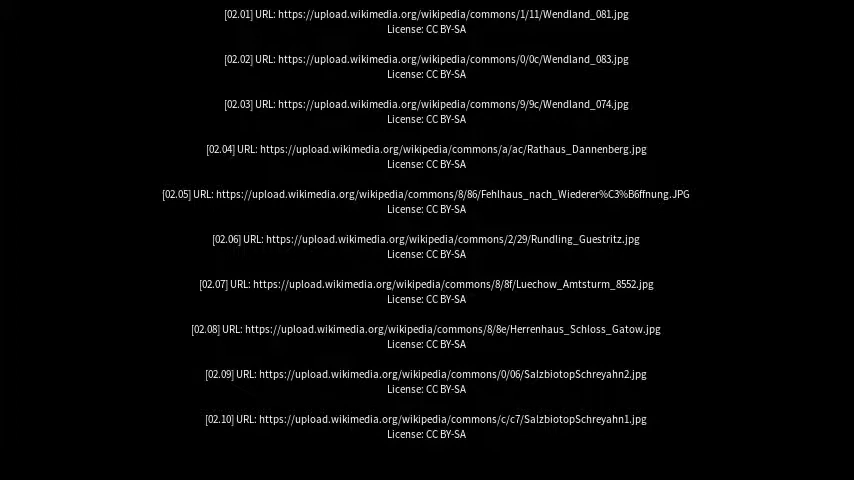 [02.01] URL: https://upload.wikimedia.org/wikipedia/commons/1/11/Wendland_081.jpg
License: CC BY-SA
[02.02] URL: https://upload.wikimedia.org/wikipedia/commons/0/0c/Wendland_083.jpg
License: CC BY-SA
[02.03] URL: https://upload.wikimedia.org/wikipedia/commons/9/9c/Wendland_074.jpg
License: CC BY-SA
[02.04] URL: https://upload.wikimedia.org/wikipedia/commons/a/ac/Rathaus_Dannenberg.jpg
License: CC BY-SA
[02.05] URL: https://upload.wikimedia.org/wikipedia/commons/8/86/Fehlhaus_nach_Wiederer%C3%B6ffnung.JPG
License: CC BY-SA
[02.06] URL: https://upload.wikimedia.org/wikipedia/commons/2/29/Rundling_Guestritz.jpg
License: CC BY-SA
[02.07] URL: https://upload.wikimedia.org/wikipedia/commons/8/8f/Luechow_Amtsturm_8552.jpg
License: CC BY-SA
[02.08] URL: https://upload.wikimedia.org/wikipedia/commons/8/8e/Herrenhaus_Schloss_Gatow.jpg
License: CC BY-SA
[02.09] URL: https://upload.wikimedia.org/wikipedia/commons/0/06/SalzbiotopSchreyahn2.jpg
License: CC BY-SA
[02.10] URL: https://upload.wikimedia.org/wikipedia/commons/c/c7/SalzbiotopSchreyahn1.jpg
License: CC BY-SA